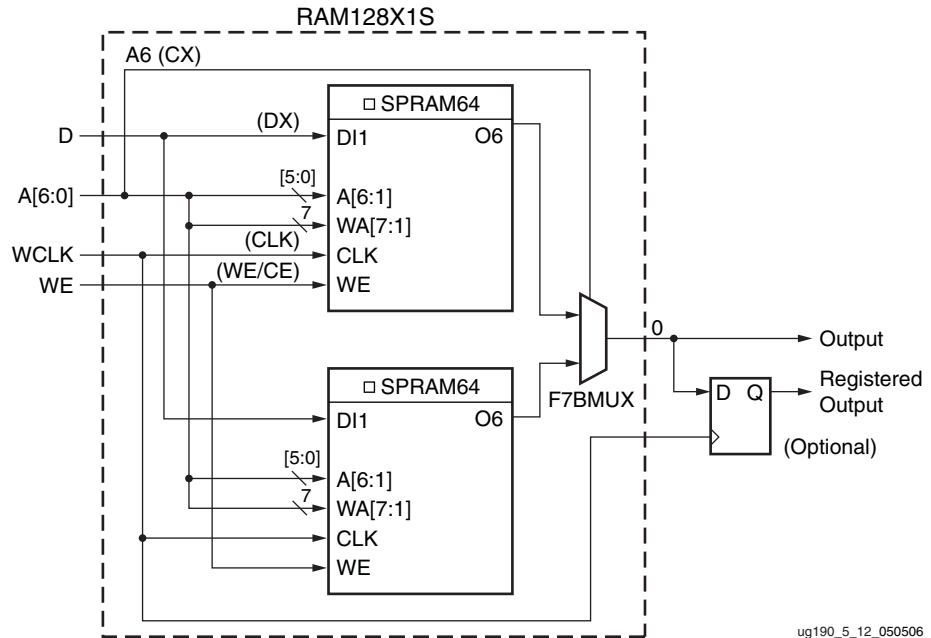 RAM128X1S
A6 (CX)
□ SPRAM64
D
(DX)
DI1
O6
A[6:0]
[5:0]
A[6:1]
7
WA[7:1]
WCLK
(CLK)
CLK
WE
(WE/CE)
WE
0
Output
□ SPRAM64
F7BMUX
D Q
Registered
Output
(Optional)
DI1
O6
[5:0]
A[6:1]
7
WA[7:1]
CLK
WE
ug190_5_12_050506